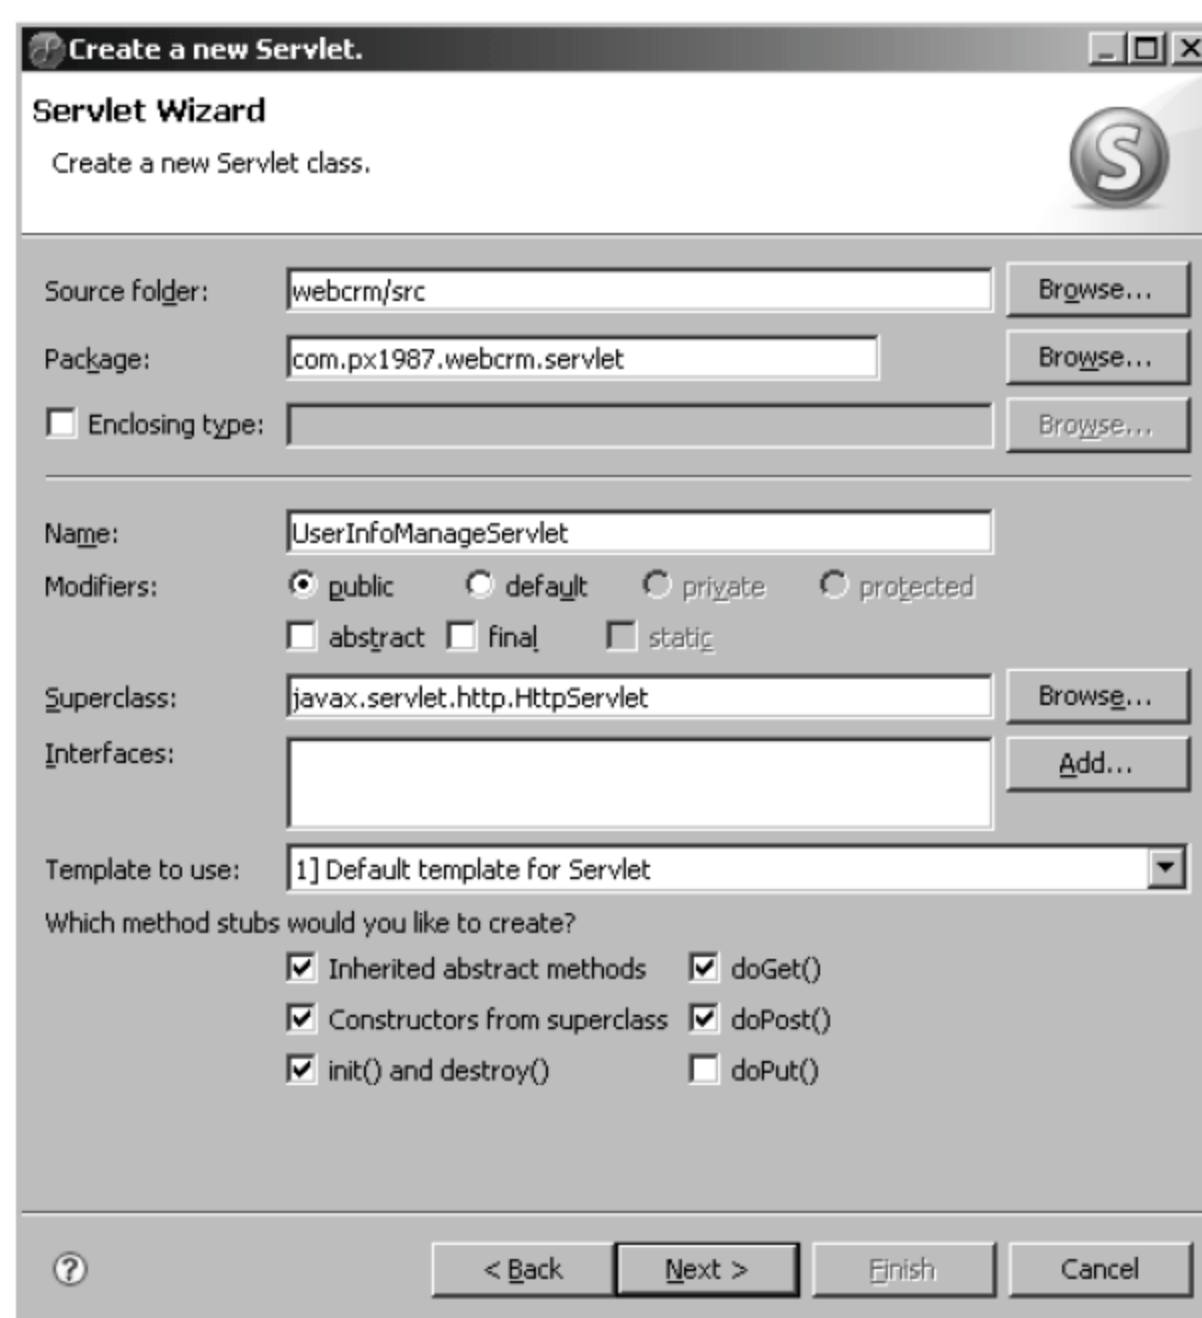 Create a new Servlet.
Servlet Wizard
Create a new Servlet class.
S
Source folder: webcrm/src Browse...
Package: com.px1987.webcrm.servlet Browse...
Enclosing type: Browse...
Name: UserInfoManageServlet
Modifiers: public default private protected
abstract final static
Superclass: javax.servlet.http.HttpServlet Browse...
Interfaces: Add...
Template to use: 1] Default template for Servlet
Which method stubs would you like to create?
Inherited abstract methods doGet()
Constructors from superclass doPost()
init() and destroy() doPut()
? < Back Next > Finish Cancel